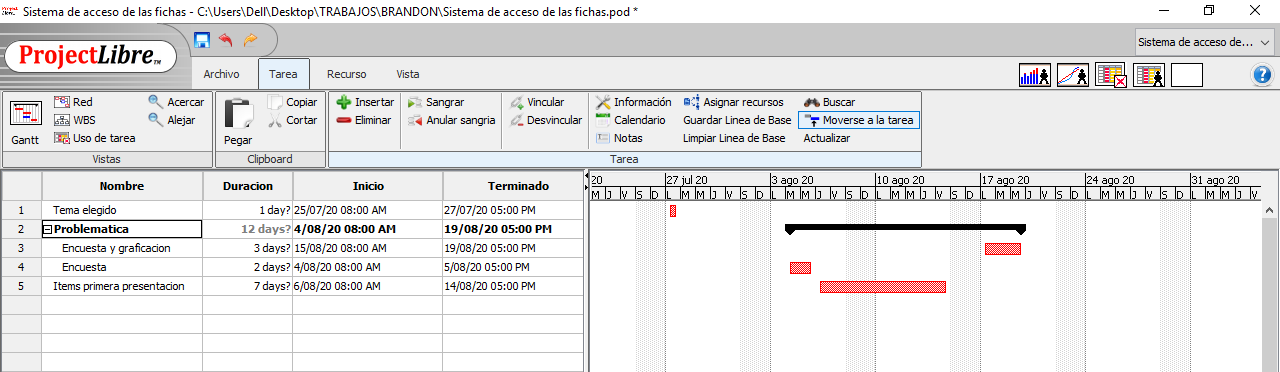 Sistema de acceso de las fichas - C:\Users\Dell\Desktop\TRABAJOS\BRANDON\Sistema de acceso de las fichas.pod *
ProjectLibre™
Sistema de acceso de...
Archivo Tarea Recurso Vista
Gantt
Red
WBS
Uso de tarea
Acercar
Alejar
Vistas
Pegar
Copiar
Cortar
Clipboard
Insertar
Eliminar
Sangrar
Anular sangria
Vincular
Desvincular
Información
Calendario
Notas
Asignar recursos
Guardar Linea de Base
Limpiar Linea de Base
Buscar
Moverse a la tarea
Actualizar
Tarea
Nombre Duracion Inicio Terminado
1 Tema elegido 1 day? 25/07/20 08:00 AM 27/07/20 05:00 PM
2 Problematica 12 days? 4/08/20 08:00 AM 19/08/20 05:00 PM
3 Encuesta y graficacion 3 days? 15/08/20 08:00 AM 19/08/20 05:00 PM
4 Encuesta 2 days? 4/08/20 08:00 AM 5/08/20 05:00 PM
5 Items primera presentacion 7 days? 6/08/20 08:00 AM 14/08/20 05:00 PM
20 27 jul 20 3 ago 20 10 ago 20 17 ago 20 24 ago 20 31 ago 20
M J V S D L M M J V S D L M M J V S D L M M J V S D L M M J V S D L M M J V S D L M M J V